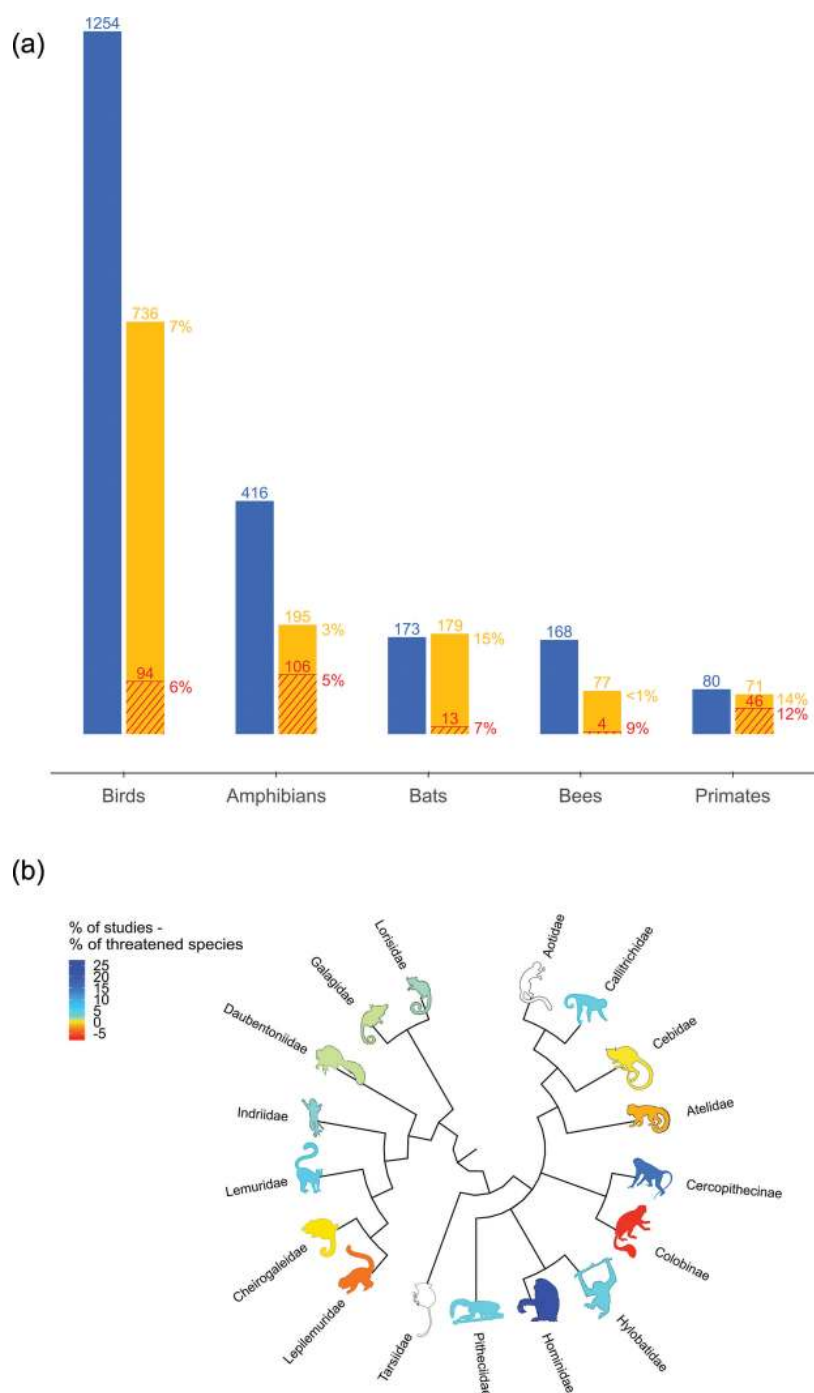 (a)
1254
736
7%
94
6%
416
195
3%
106
5%
173
179
15%
13
7%
168
77
<1%
4
9%
80
71
14%
46
12%
Birds
Amphibians
Bats
Bees
Primates
(b)
% of studies -
% of threatened species
25
20
15
10
5
0
-5
Lorisidae
Galagidae
Daubentoniidae
Indriidae
Lemuridae
Cheirogaleidae
Lepilemuridae
Tarsiidae
Pitheciidae
Hominidae
Hylobatidae
Colobinae
Cercopithecinae
Atelidae
Cebidae
Callitrichidae
Aotidae